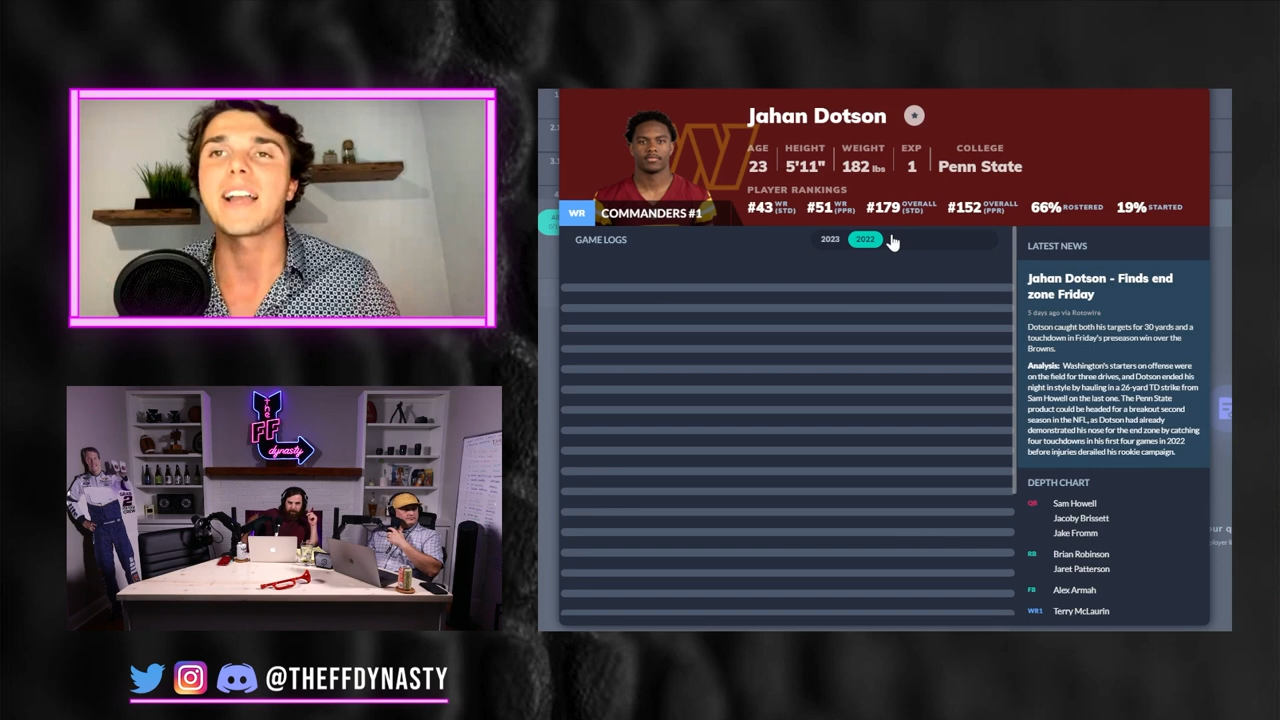 The
FF
dynasty
@THEFFDYNASTY
Jahan Dotson
AGE HEIGHT WEIGHT EXP COLLEGE
23 5'11" 182 lbs 1 Penn State
PLAYER RANKINGS
#43 WR (STD) #51 WR (PPR) #179 OVERALL (STD) #152 OVERALL (PPR) 66% ROSTERED 19% STARTED
WR COMMANDERS #1
GAME LOGS 2023 2022
LATEST NEWS
Jahan Dotson - Finds end
zone Friday
5 days ago via Rotowire
Dotson caught both his targets for 30 yards and a
touchdown in Friday's preseason win over the
Browns.
Analysis: Washington's starters on offense were
on the field for three drives, and Dotson ended his
night in style by hauling in a 26-yard TD strike from
Sam Howell on the last one. The Penn State
product could be headed for a breakout second
season in the NFL, as Dotson had already
demonstrated his nose for the end zone by catching
four touchdowns in his first four games in 2022
before injuries derailed his rookie campaign.
DEPTH CHART
QB Sam Howell
Jacoby Brissett
Jake Fromm
RB Brian Robinson
Jaret Patterson
FB Alex Armah
WR1 Terry McLaurin